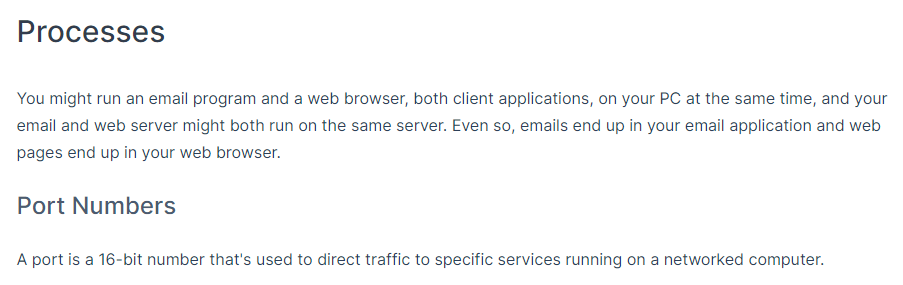 Processes
You might run an email program and a web browser, both client applications, on your PC at the same time, and your
email and web server might both run on the same server. Even so, emails end up in your email application and web
pages end up in your web browser.
Port Numbers
A port is a 16-bit number that's used to direct traffic to specific services running on a networked computer.